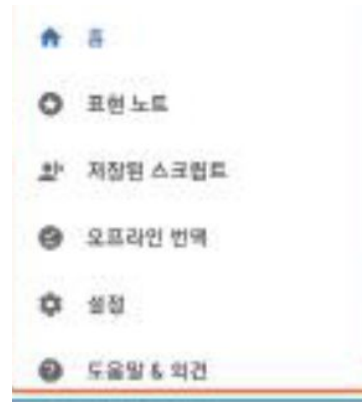 홈
표현 노트
저장된 스크립트
오프라인 번역
설정
도움말 & 의견